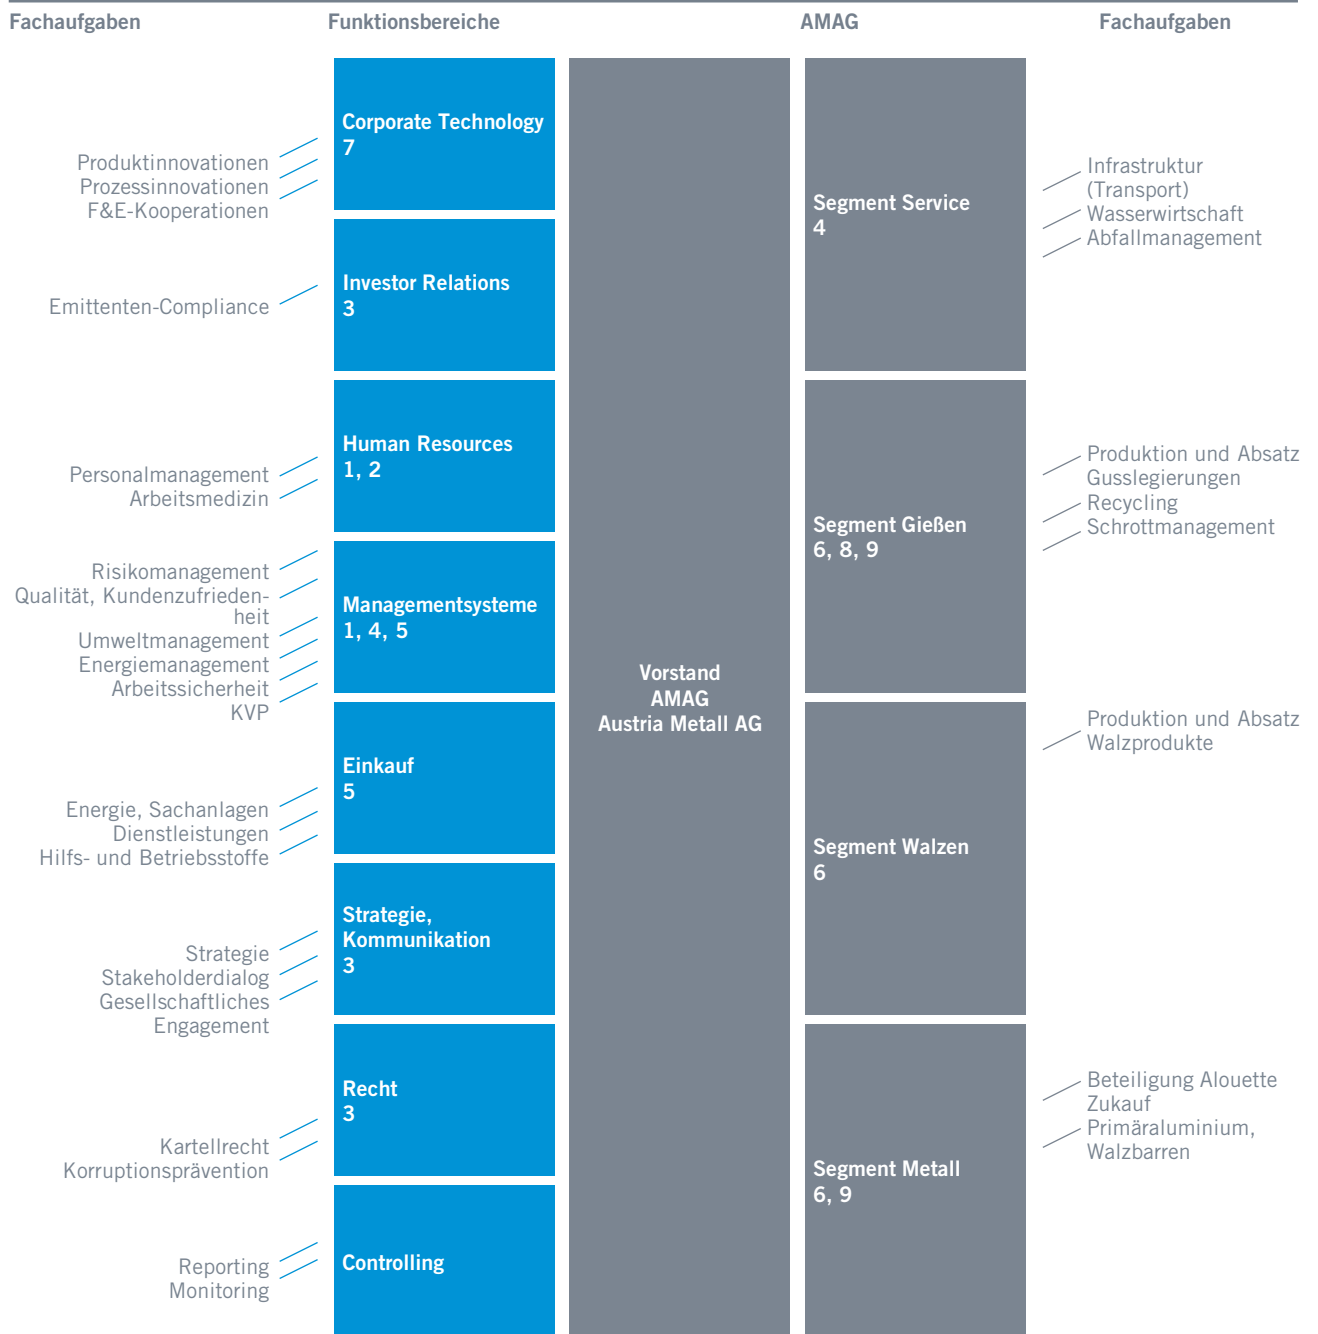 Fachaufgaben
Funktionsbereiche
AMAG
Fachaufgaben
Produktinnovationen
Prozessinnovationen
F&E-Kooperationen
Corporate Technology
7
Emittenten-Compliance
Investor Relations
3
Personalmanagement
Arbeitsmedizin
Human Resources
1, 2
Risikomanagement
Qualität, Kundenzufrieden-
heit
Umweltmanagement
Energiemanagement
Arbeitssicherheit
KVP
Managementsysteme
1, 4, 5
Energie, Sachanlagen
Dienstleistungen
Hilfs- und Betriebsstoffe
Einkauf
5
Strategie
Stakeholderdialog
Gesellschaftliches
Engagement
Strategie,
Kommunikation
3
Kartellrecht
Korruptionsprävention
Recht
3
Reporting
Monitoring
Controlling
Vorstand
AMAG
Austria Metall AG
Segment Service
4
Infrastruktur
(Transport)
Wasserwirtschaft
Abfallmanagement
Segment Gießen
6, 8, 9
Produktion und Absatz
Gusslegierungen
Recycling
Schrottmanagement
Segment Walzen
6
Produktion und Absatz
Walzprodukte
Segment Metall
6, 9
Beteiligung Alouette
Zukauf
Primäraluminium,
Walzbarren